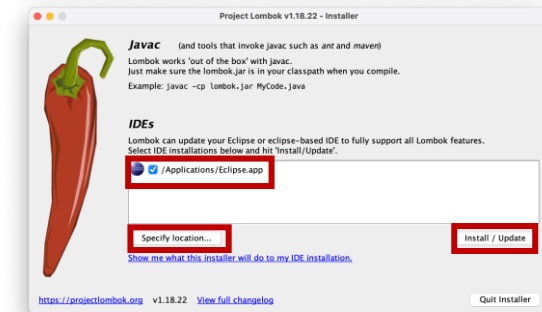 Project Lombok v1.18.22 - Installer
Javac (and tools that invoke javac such as ant and maven)
Lombok works 'out of the box' with javac.
Just make sure the lombok.jar is in your classpath when you compile.
Example: javac -cp lombok.jar MyCode.java
IDEs
Lombok can update your Eclipse or eclipse-based IDE to fully support all Lombok features.
Select IDE installations below and hit 'Install/Update'.
/Applications/Eclipse.app
Specify location... Install / Update
Show me what this installer will do to my IDE installation.
https://projectlombok.org v1.18.22 View full changelog Quit Installer